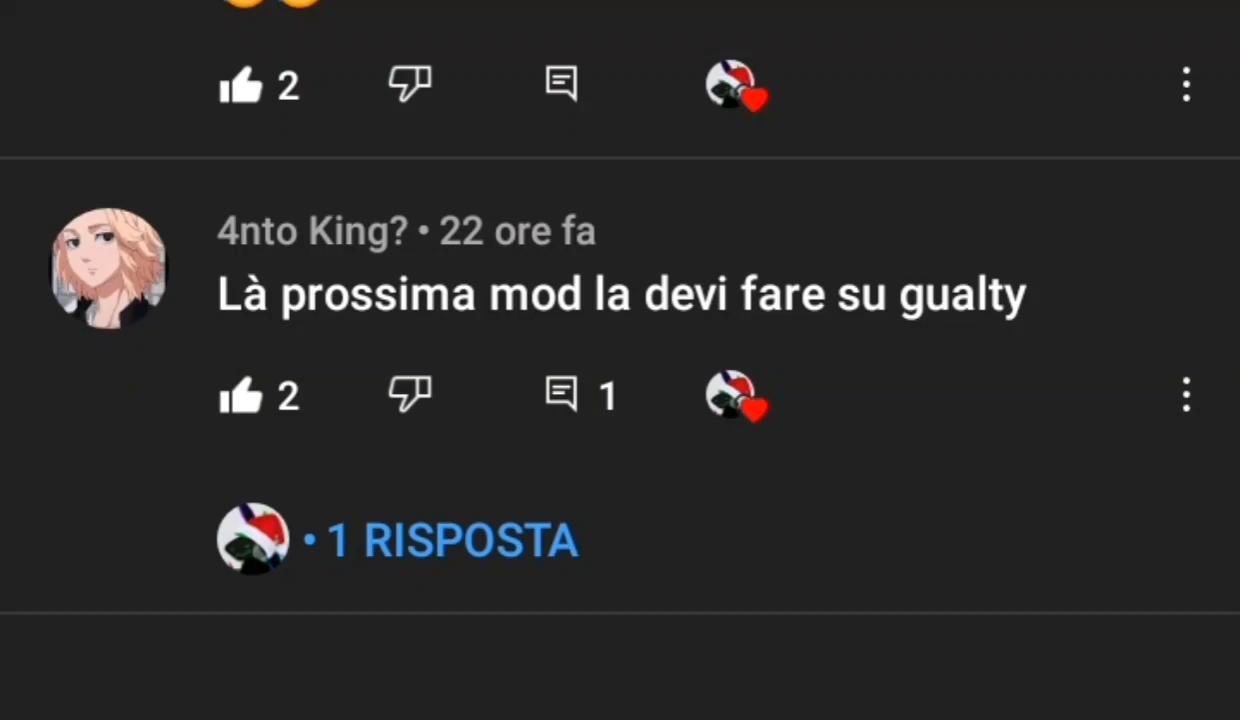 2
4nto King? • 22 ore fa
Là prossima mod la devi fare su gualty
2 1
• 1 RISPOSTA